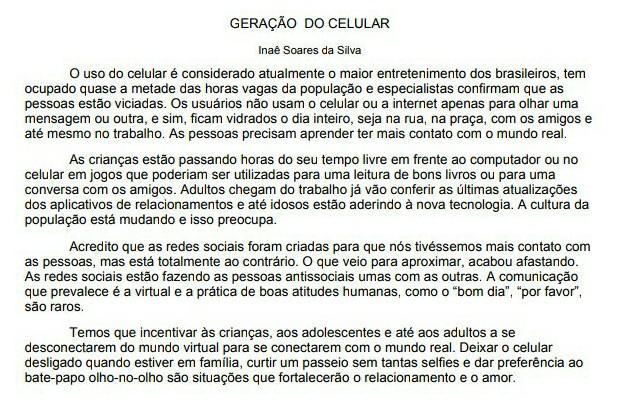 GERAÇÃO DO CELULAR
Inaê Soares da Silva
O uso do celular é considerado atualmente o maior entretenimento dos brasileiros, tem
ocupado quase a metade das horas vagas da população e especialistas confirmam que as
pessoas estão viciadas. Os usuários não usam o celular ou a internet apenas para olhar uma
mensagem ou outra, e sim, ficam vidrados o dia inteiro, seja na rua, na praça, com os amigos e
até mesmo no trabalho. As pessoas precisam aprender ter mais contato com o mundo real.
As crianças estão passando horas do seu tempo livre em frente ao computador ou no
celular em jogos que poderiam ser utilizadas para uma leitura de bons livros ou para uma
conversa com os amigos. Adultos chegam do trabalho já vão conferir as últimas atualizações
dos aplicativos de relacionamentos e até idosos estão aderindo à nova tecnologia. A cultura da
população está mudando e isso preocupa.
Acredito que as redes sociais foram criadas para que nós tivéssemos mais contato com
as pessoas, mas está totalmente ao contrário. O que veio para aproximar, acabou afastando.
As redes sociais estão fazendo as pessoas antissociais umas com as outras. A comunicação
que prevalece é a virtual e a prática de boas atitudes humanas, como o “bom dia”, “por favor”,
são raros.
Temos que incentivar às crianças, aos adolescentes e até aos adultos a se
desconectarem do mundo virtual para se conectarem com o mundo real. Deixar o celular
desligado quando estiver em família, curtir um passeio sem tantas selfies e dar preferência ao
bate-papo olho-no-olho são situações que fortalecerão o relacionamento e o amor.